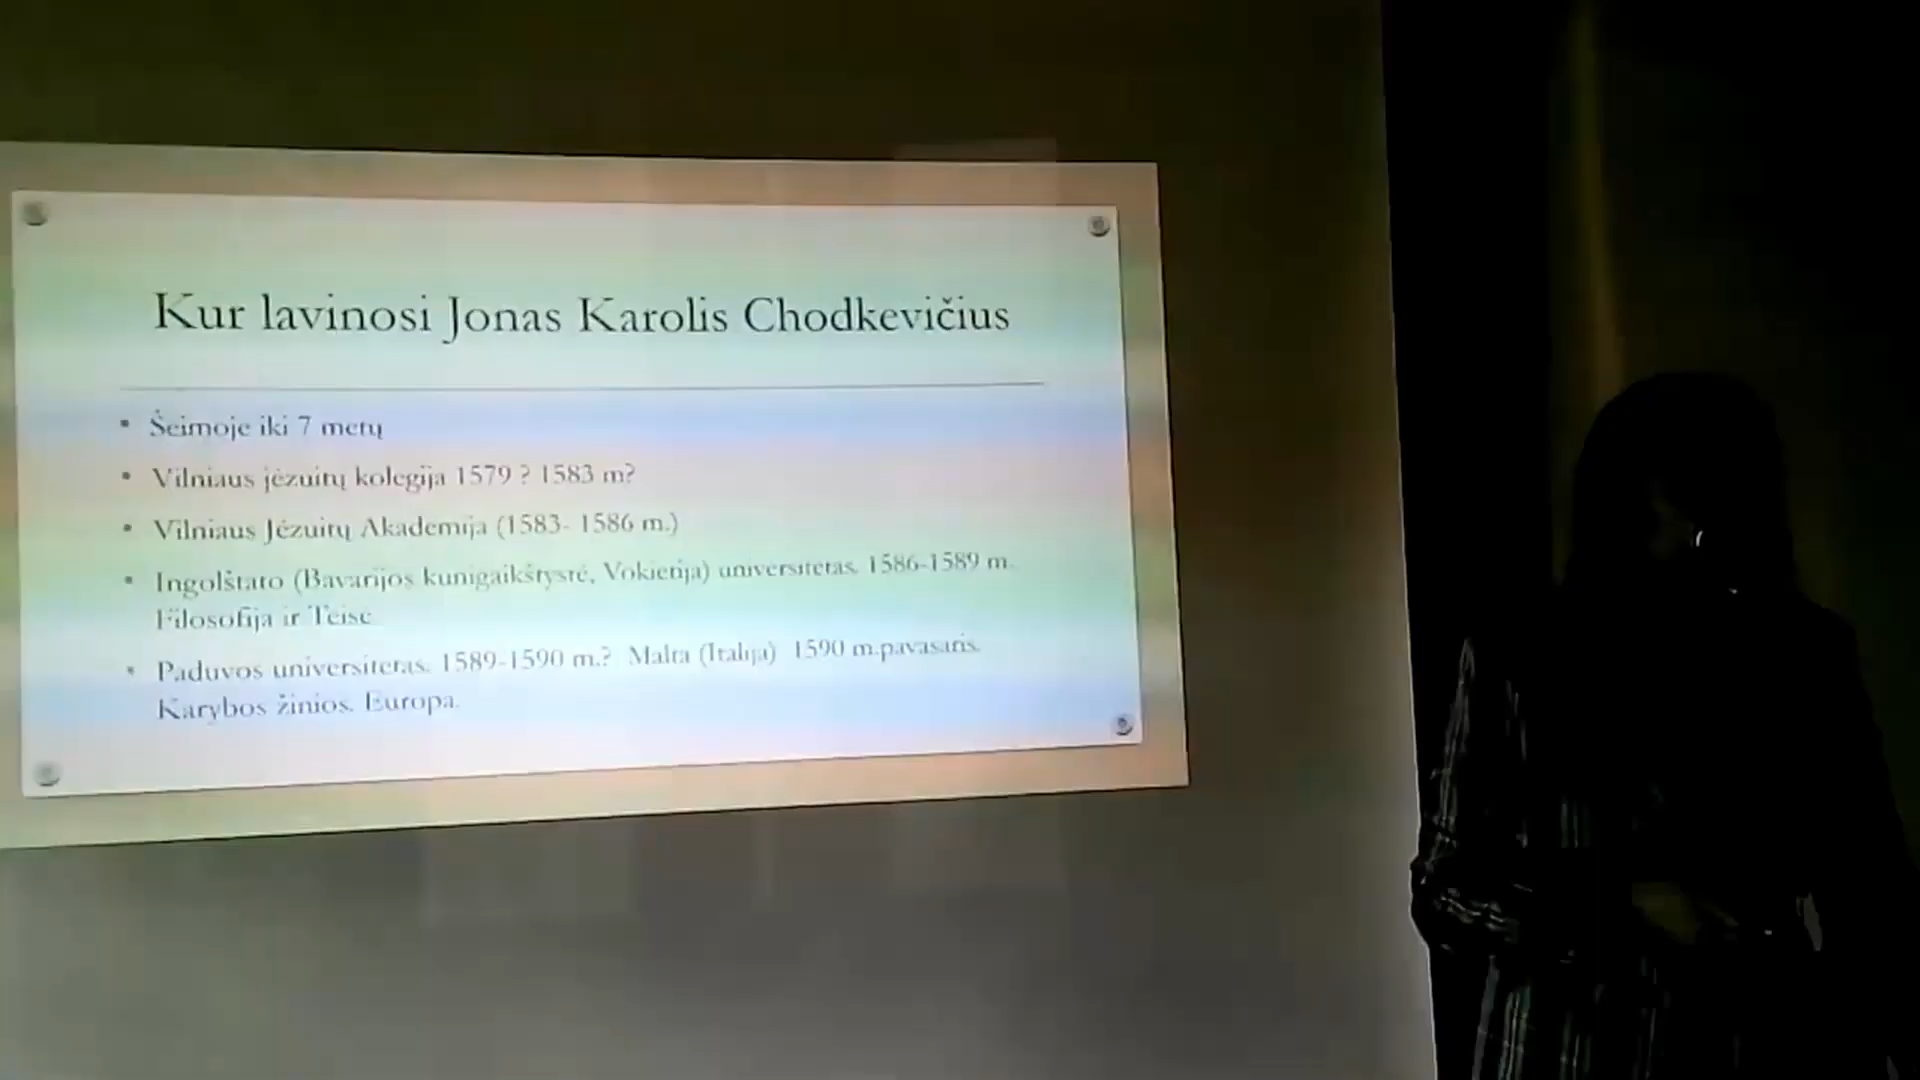 Kur lavinosi Jonas Karolis Chodkevičius
Šeimoje iki 7 metų
Vilniaus jėzuitų kolegija 1579 ? 1583 m?
Vilniaus Jėzuitų Akademija (1583- 1586 m.)
Ingolštato (Bavarijos kunigaikštystė, Vokietija) universitetas. 1586-1589 m.
Filosofija ir Teisė
Paduvos universitetas. 1589-1590 m.? Malta (Italija) 1590 m.pavasaris.
Karybos žinios. Europa.